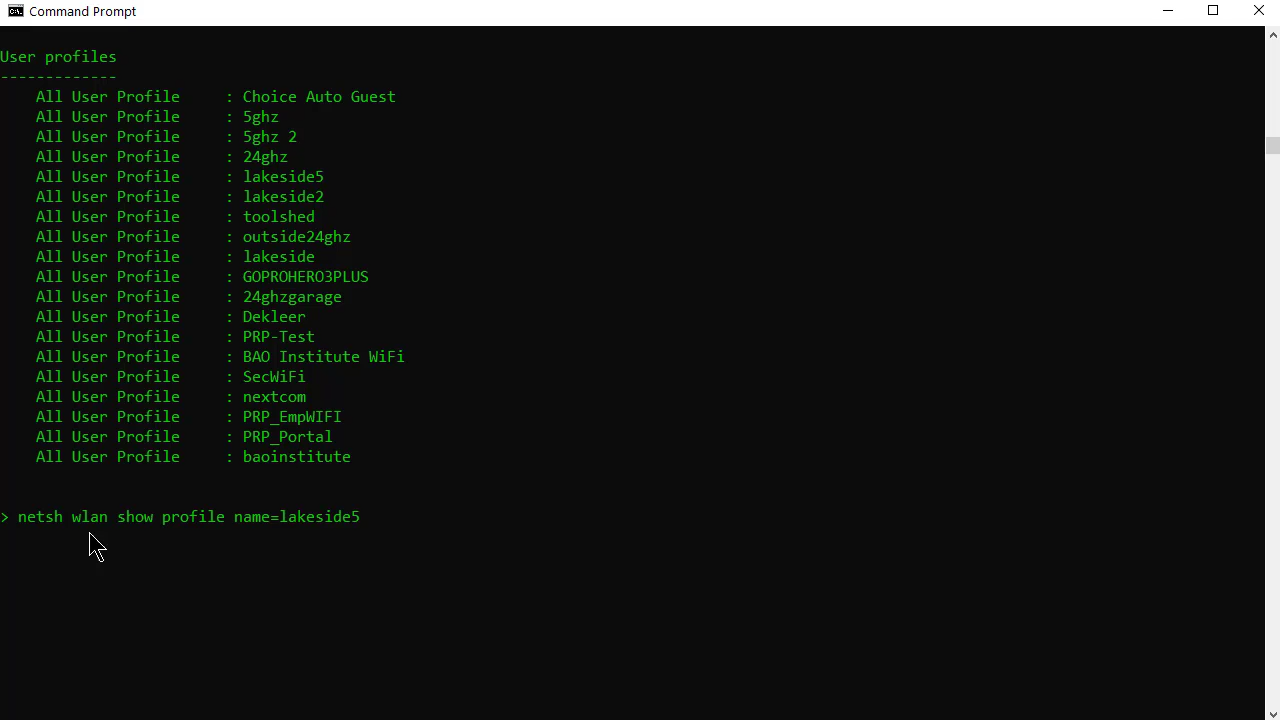 Command Prompt
User profiles
-------------
    All User Profile     : Choice Auto Guest
    All User Profile     : 5ghz
    All User Profile     : 5ghz 2
    All User Profile     : 24ghz
    All User Profile     : lakeside5
    All User Profile     : lakeside2
    All User Profile     : toolshed
    All User Profile     : outside24ghz
    All User Profile     : lakeside
    All User Profile     : GOPROHERO3PLUS
    All User Profile     : 24ghzgarage
    All User Profile     : Dekleer
    All User Profile     : PRP-Test
    All User Profile     : BAO Institute WiFi
    All User Profile     : SecWiFi
    All User Profile     : nextcom
    All User Profile     : PRP_EmpWIFI
    All User Profile     : PRP_Portal
    All User Profile     : baoinstitute
> netsh wlan show profile name=lakeside5